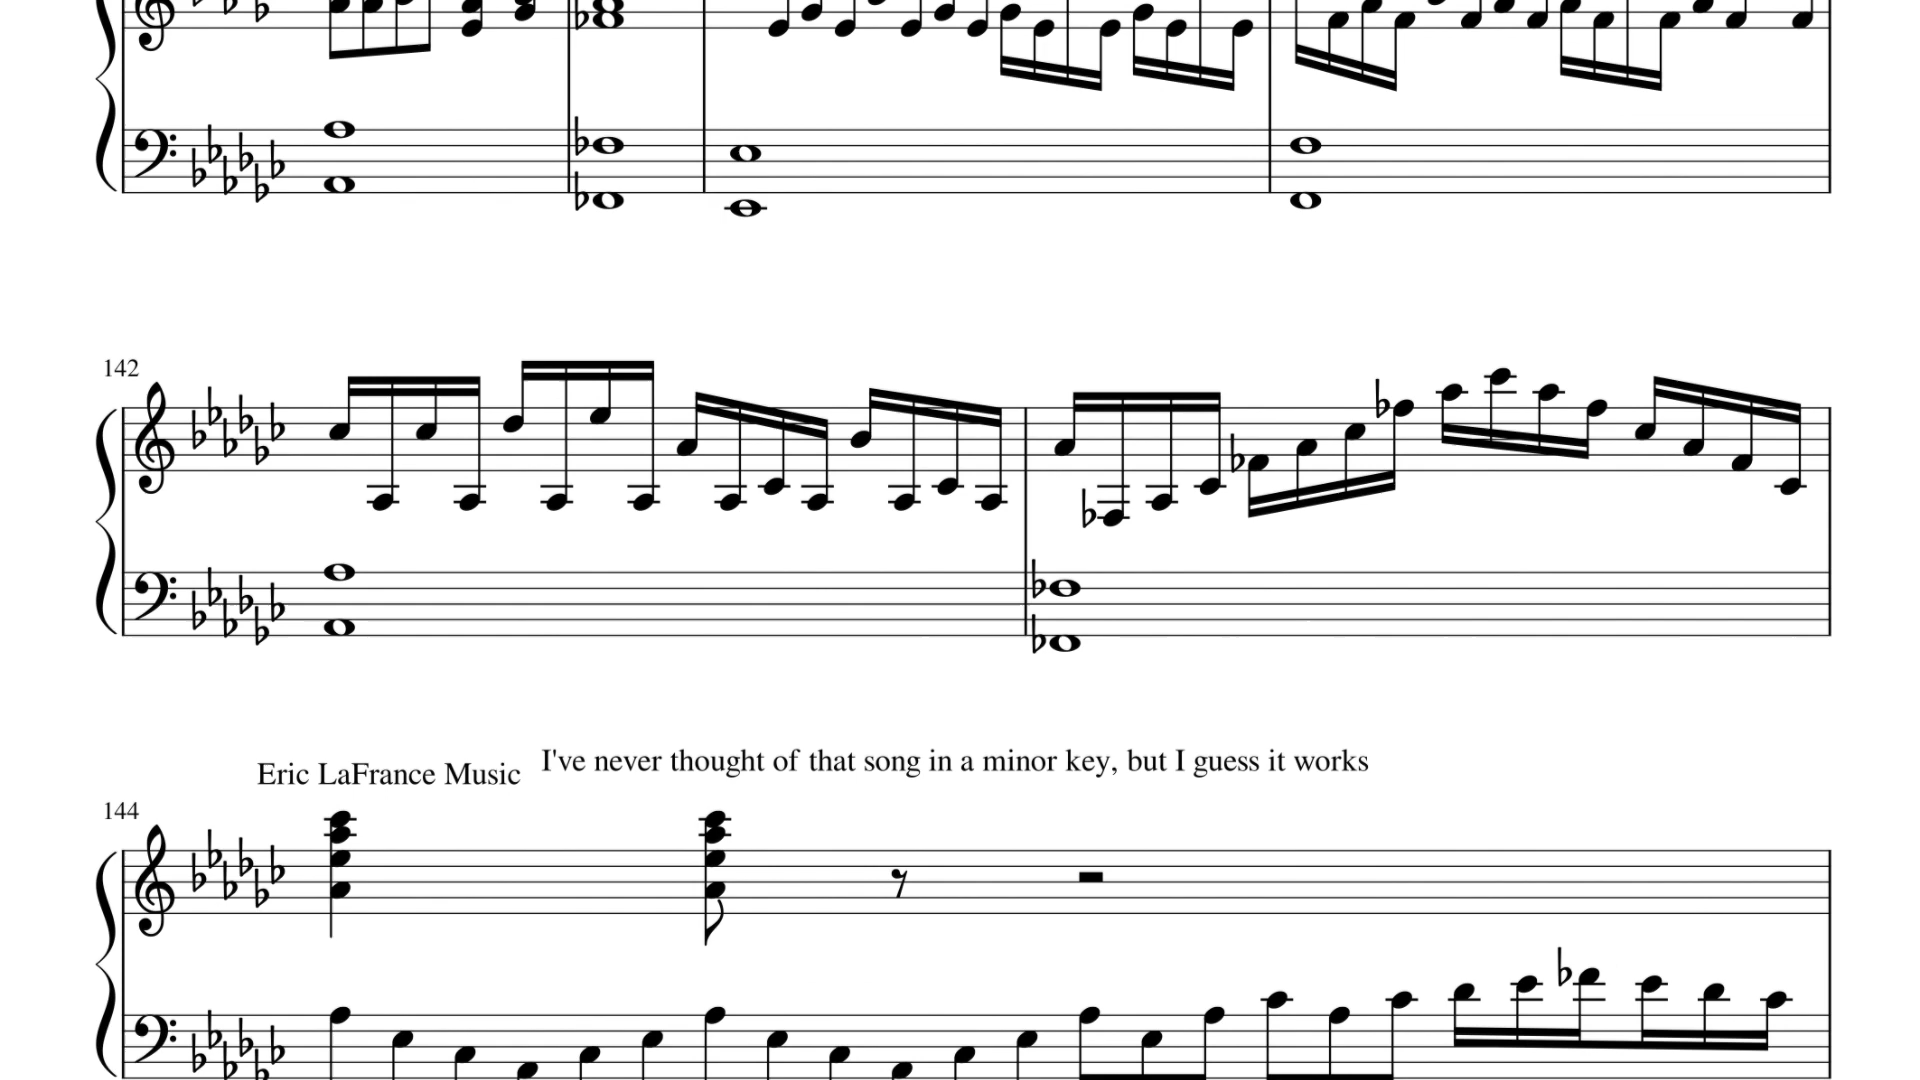 142
Eric LaFrance Music
I've never thought of that song in a minor key, but I guess it works
144